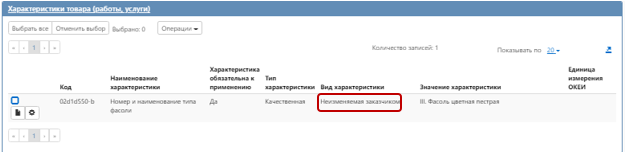 Характеристики товара (работы, услуги)
Выбрать все Отменить выбор Выбрано: 0 Операции
« ‹ 1 › » Количество записей: 1 Показывать по 20
Код Наименование характеристики Характеристика обязательна к применению Тип характеристики Вид характеристики Значение характеристики Единица измерения ОКЕИ
02d1d550-b Номер и наименование типа фасоли Да Качественная Неизменяемая заказчиком III. Фасоль цветная пестрая
« ‹ 1 › »